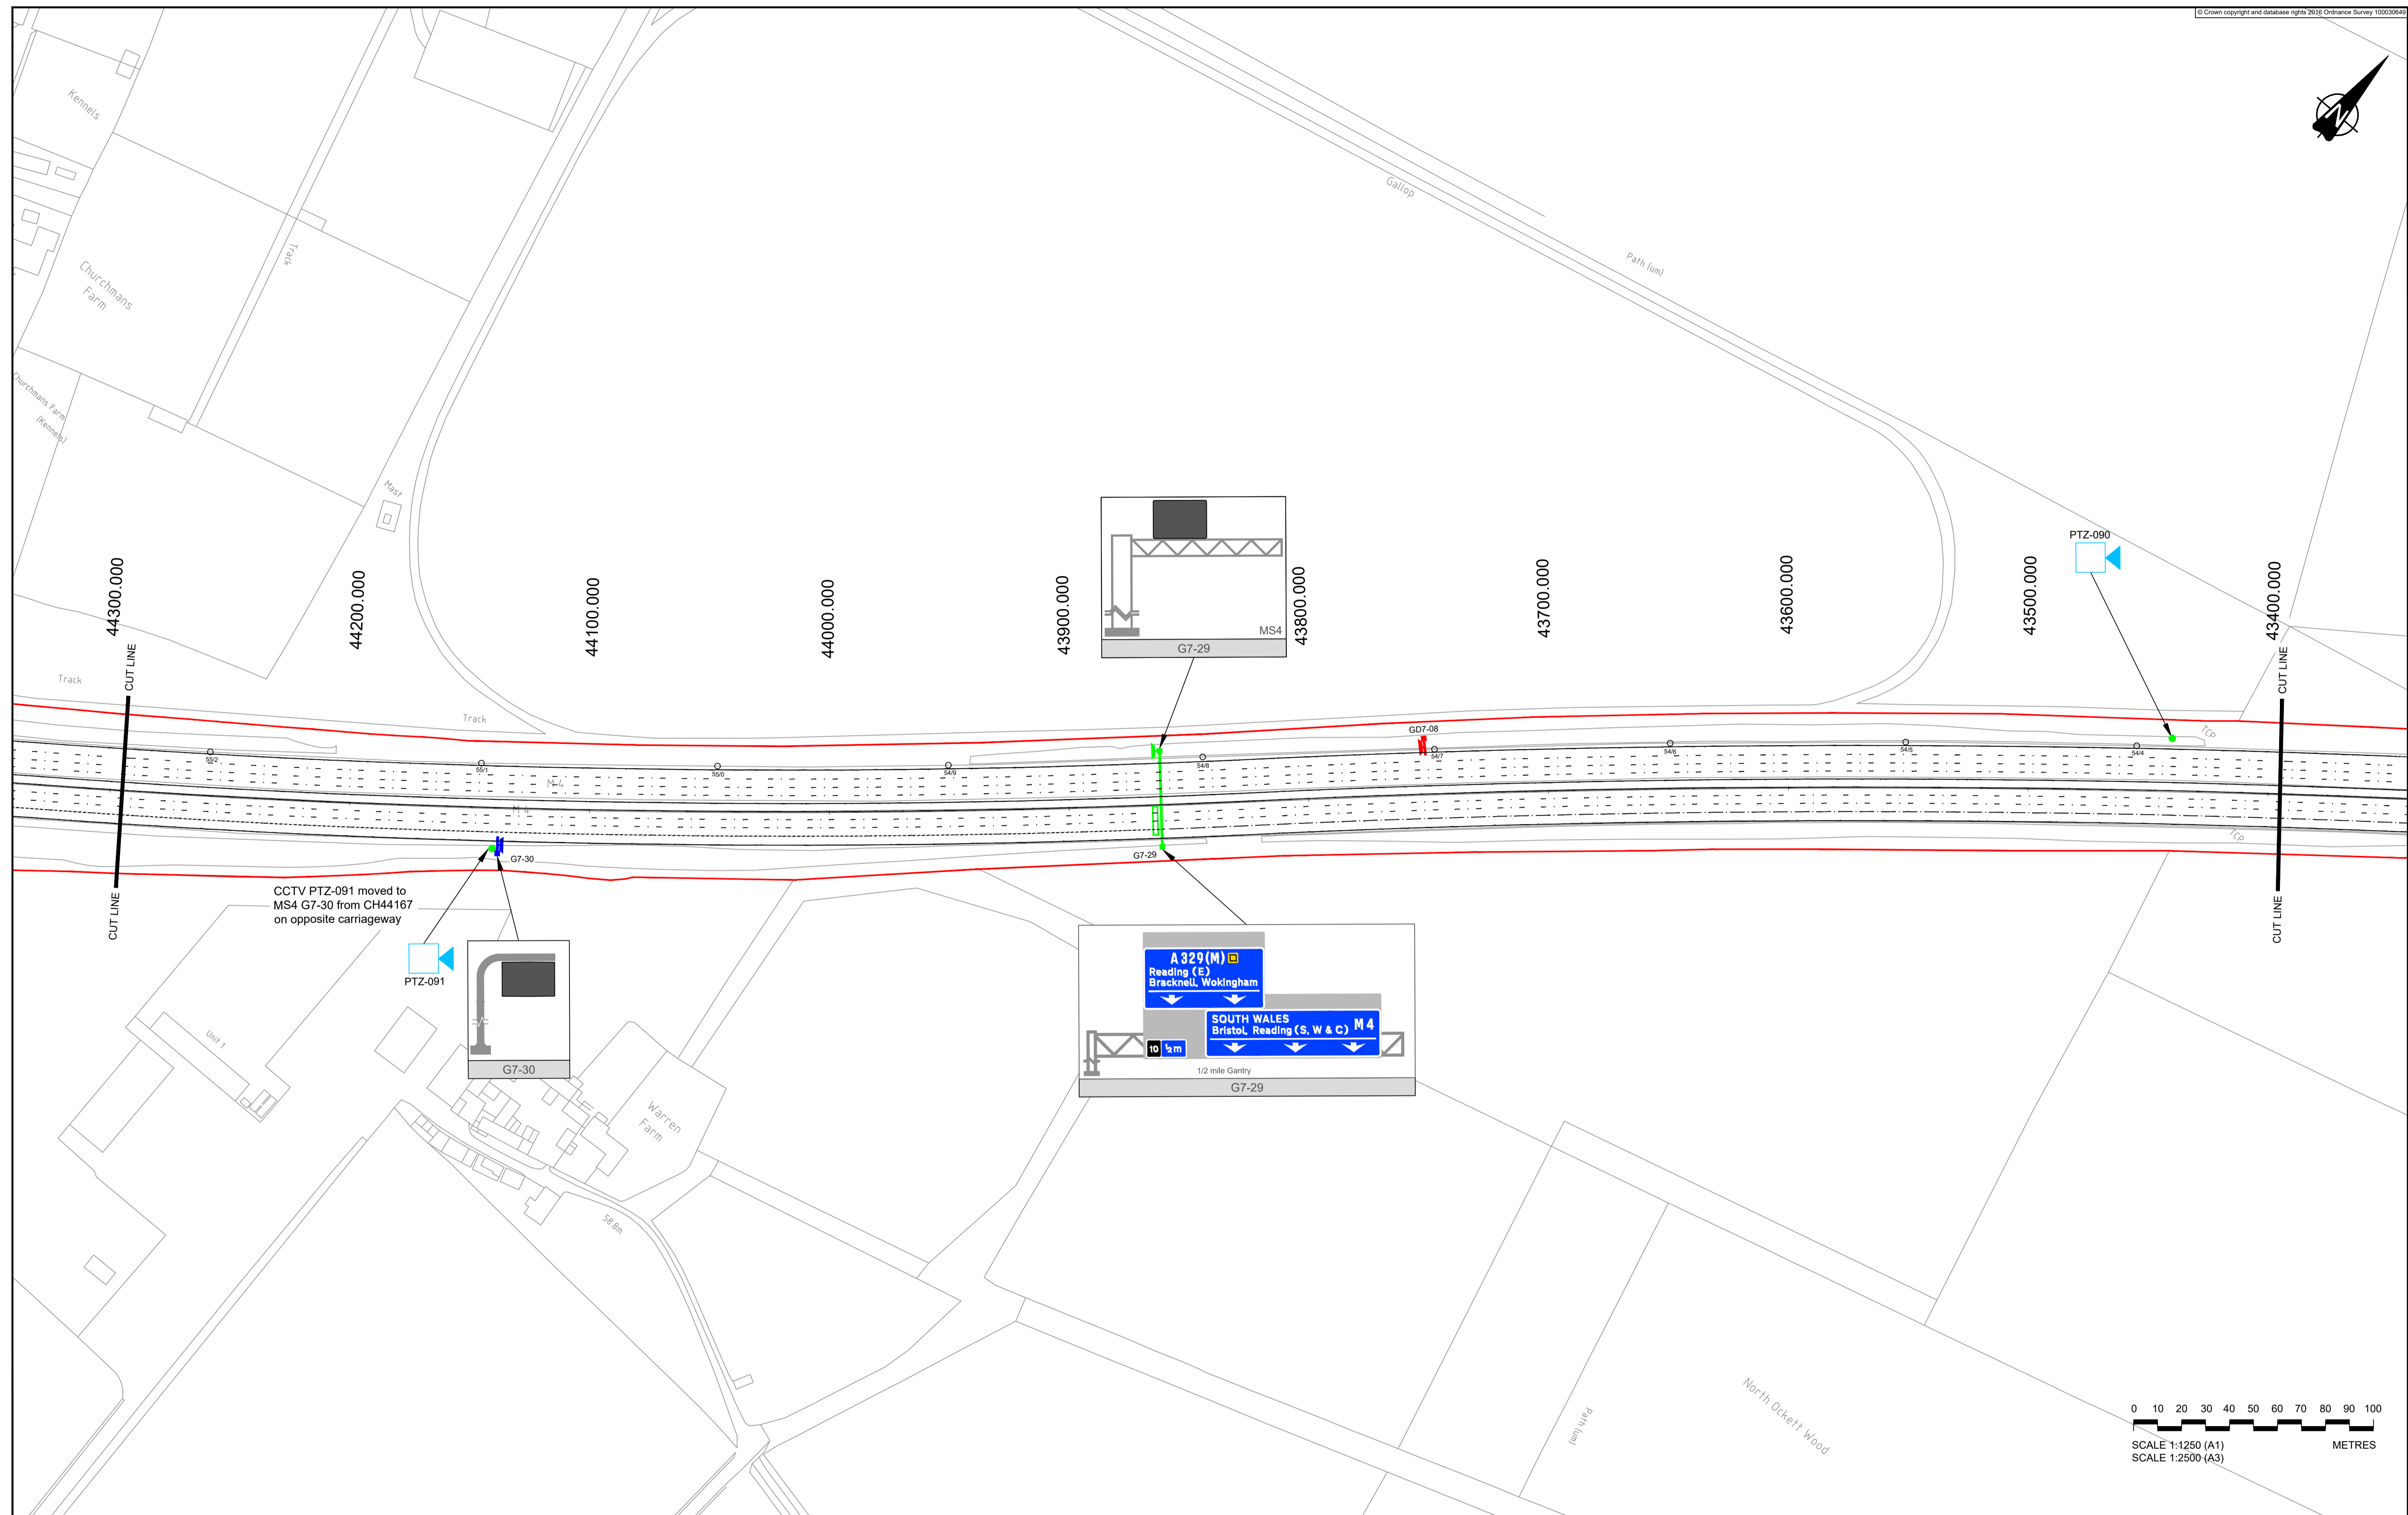 © Crown copyright and database rights 2016 Ordnance Survey 100030649
N
Kennels
Churchmans
Farm
Track
Churchmans Farm
(Kennels)
Mast
Gallop
Path (um)
PTZ-090
MS4
G7-29
44300.000
44200.000
44100.000
44000.000
43900.000
43800.000
43700.000
43600.000
43500.000
43400.000
CUT LINE
CUT LINE
Track
Track
TCP
GD7-08
55/2
55/1
55/0
54/9
54/8
54/7
54/6
54/5
54/4
M 4
M 4
TCP
G7-30
G7-29
CUT LINE
CUT LINE
CCTV PTZ-091 moved to
MS4 G7-30 from CH44167
on opposite carriageway
PTZ-091
G7-30
A329(M)
Reading (E)
Bracknell, Wokingham
SOUTH WALES
Bristol, Reading (S, W & C) M4
10 ½m
1/2 mile Gantry
G7-29
Unit 1
Warren
Farm
58.8m
Path (um)
North Ockett Wood
0 10 20 30 40 50 60 70 80 90 100
SCALE 1:1250 (A1) METRES
SCALE 1:2500 (A3)